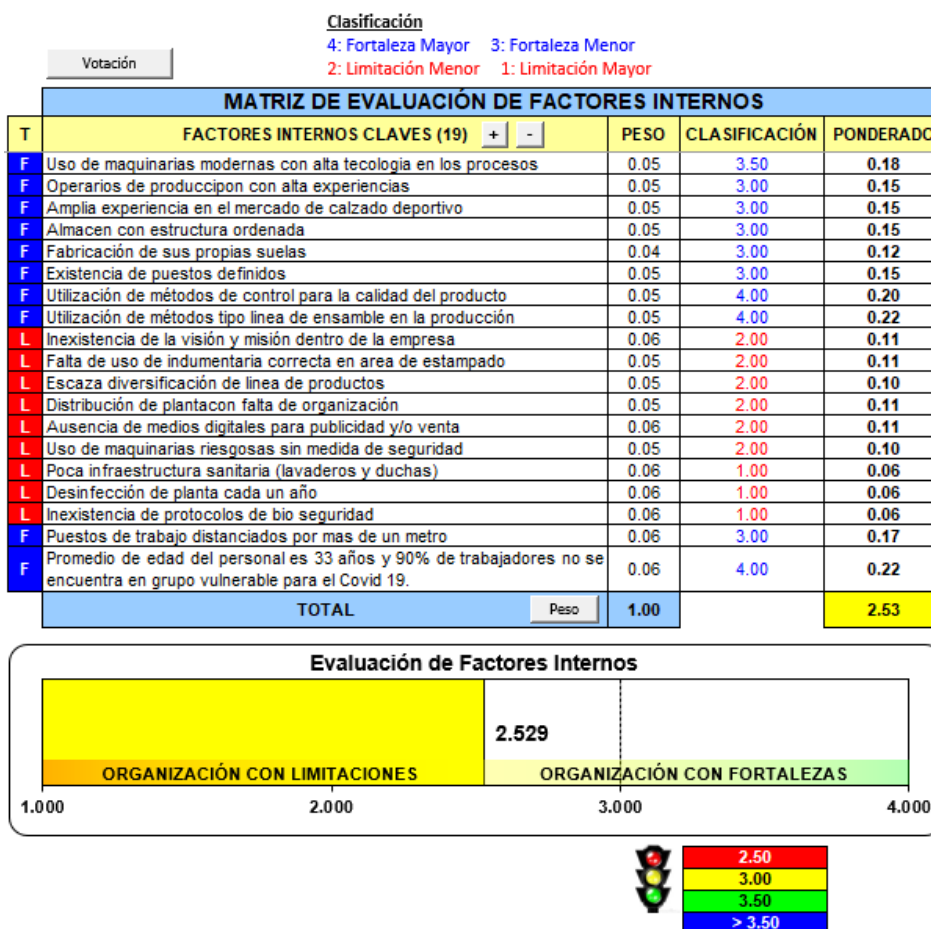 Clasificación
4: Fortaleza Mayor 3: Fortaleza Menor
Votación
2: Limitación Menor 1: Limitación Mayor
MATRIZ DE EVALUACIÓN DE FACTORES INTERNOS
T FACTORES INTERNOS CLAVES (19) + - PESO CLASIFICACIÓN PONDERADO
F Uso de maquinarias modernas con alta tecologia en los procesos 0.05 3.50 0.18
F Operarios de produccipon con alta experiencias 0.05 3.00 0.15
F Amplia experiencia en el mercado de calzado deportivo 0.05 3.00 0.15
F Almacen con estructura ordenada 0.05 3.00 0.15
F Fabricación de sus propias suelas 0.04 3.00 0.12
F Existencia de puestos definidos 0.05 3.00 0.15
F Utilización de métodos de control para la calidad del producto 0.05 4.00 0.20
F Utilización de métodos tipo linea de ensamble en la producción 0.05 4.00 0.22
L Inexistencia de la visión y misión dentro de la empresa 0.06 2.00 0.11
L Falta de uso de indumentaria correcta en area de estampado 0.05 2.00 0.11
L Escaza diversificación de linea de productos 0.05 2.00 0.10
L Distribución de plantacon falta de organización 0.05 2.00 0.11
L Ausencia de medios digitales para publicidad y/o venta 0.06 2.00 0.11
L Uso de maquinarias riesgosas sin medida de seguridad 0.05 2.00 0.10
L Poca infraestructura sanitaria (lavaderos y duchas) 0.06 1.00 0.06
L Desinfección de planta cada un año 0.06 1.00 0.06
L Inexistencia de protocolos de bio seguridad 0.06 1.00 0.06
F Puestos de trabajo distanciados por mas de un metro 0.06 3.00 0.17
F Promedio de edad del personal es 33 años y 90% de trabajadores no se
encuentra en grupo vulnerable para el Covid 19. 0.06 4.00 0.22
TOTAL Peso 1.00 2.53
Evaluación de Factores Internos
2.529
ORGANIZACIÓN CON LIMITACIONES ORGANIZACIÓN CON FORTALEZAS
1.000 2.000 3.000 4.000
2.50
3.00
3.50
> 3.50